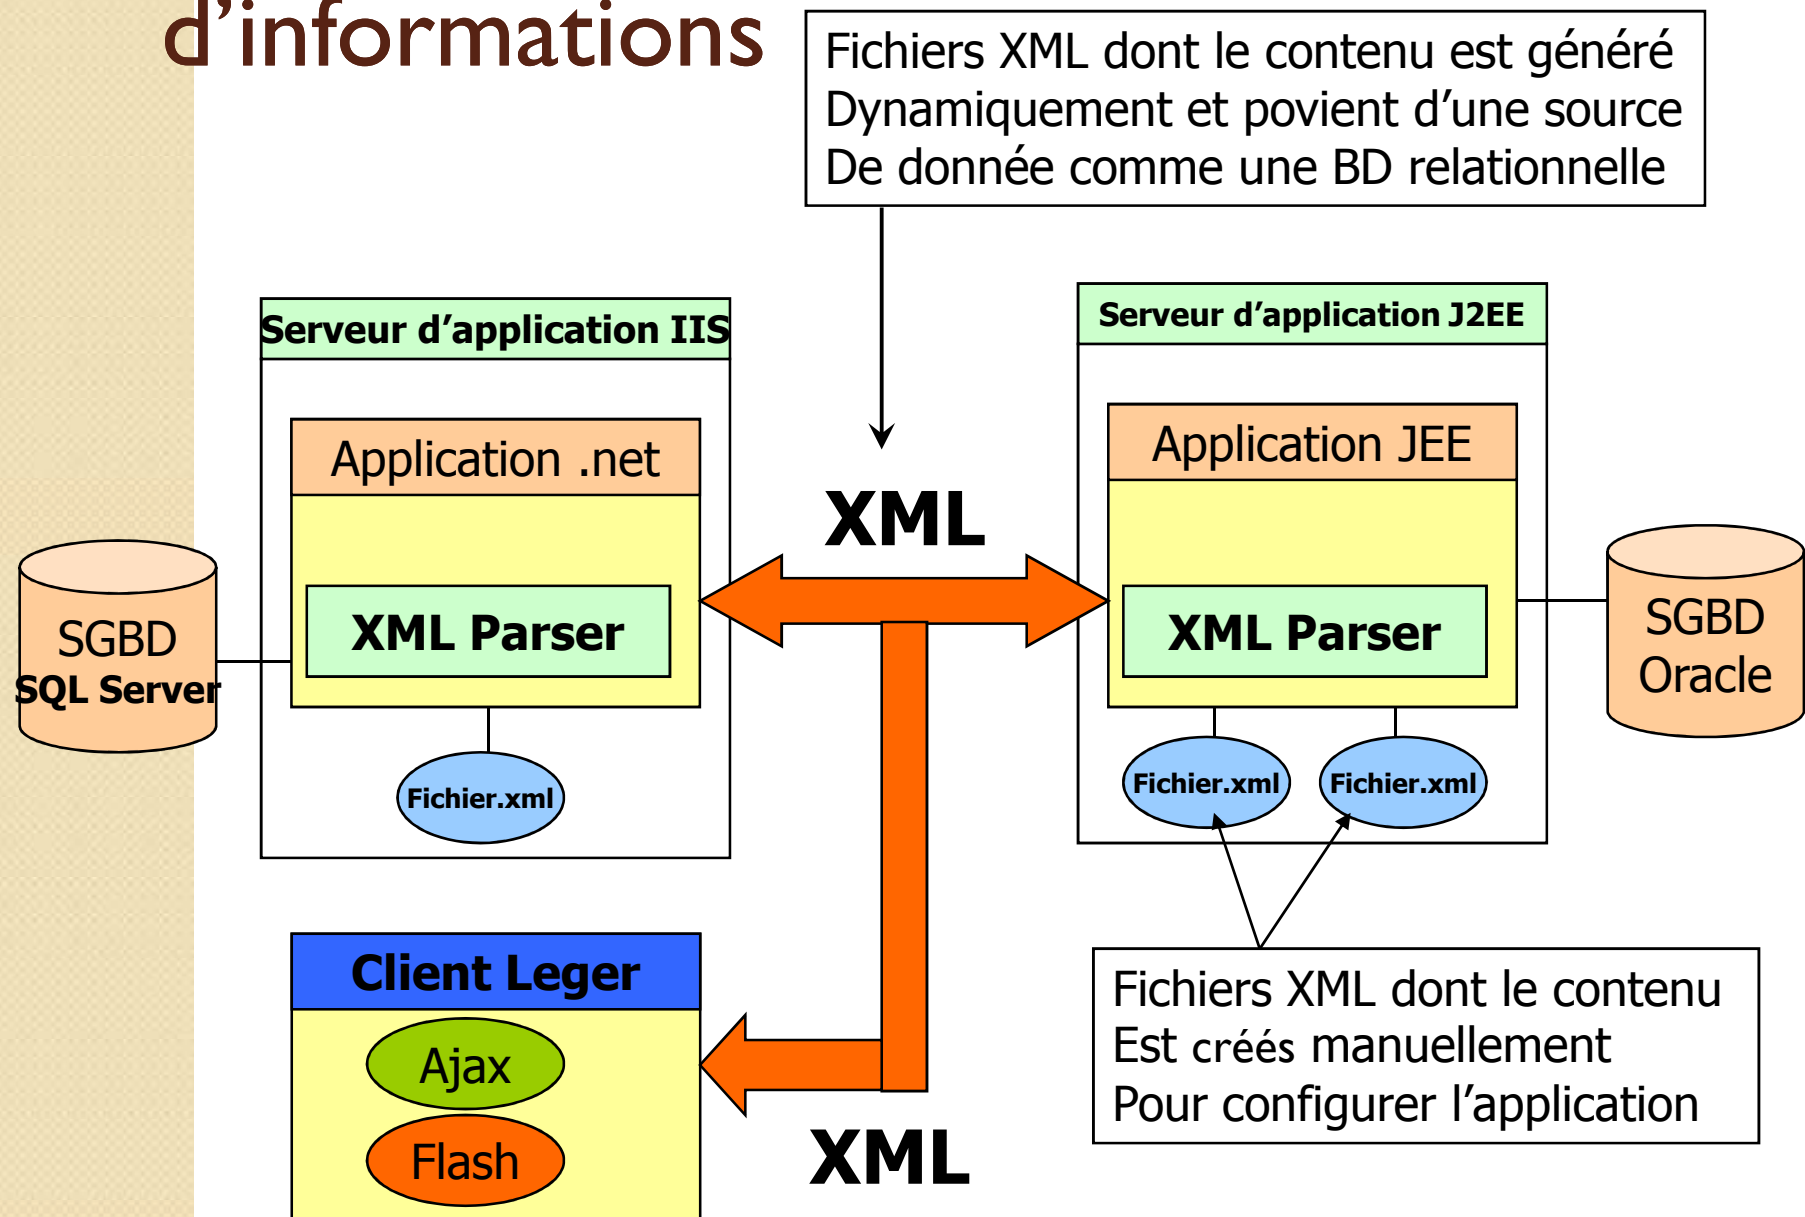 d’informations
Fichiers XML dont le contenu est généré
Dynamiquement et povient d’une source
De donnée comme une BD relationnelle
Serveur d’application IIS
Serveur d’application J2EE
Application .net
Application JEE
XML
XML Parser
XML Parser
SGBD
SQL Server
SGBD
Oracle
Fichier.xml
Fichier.xml
Fichier.xml
Client Leger
Ajax
Flash
XML
Fichiers XML dont le contenu
Est créés manuellement
Pour configurer l’application